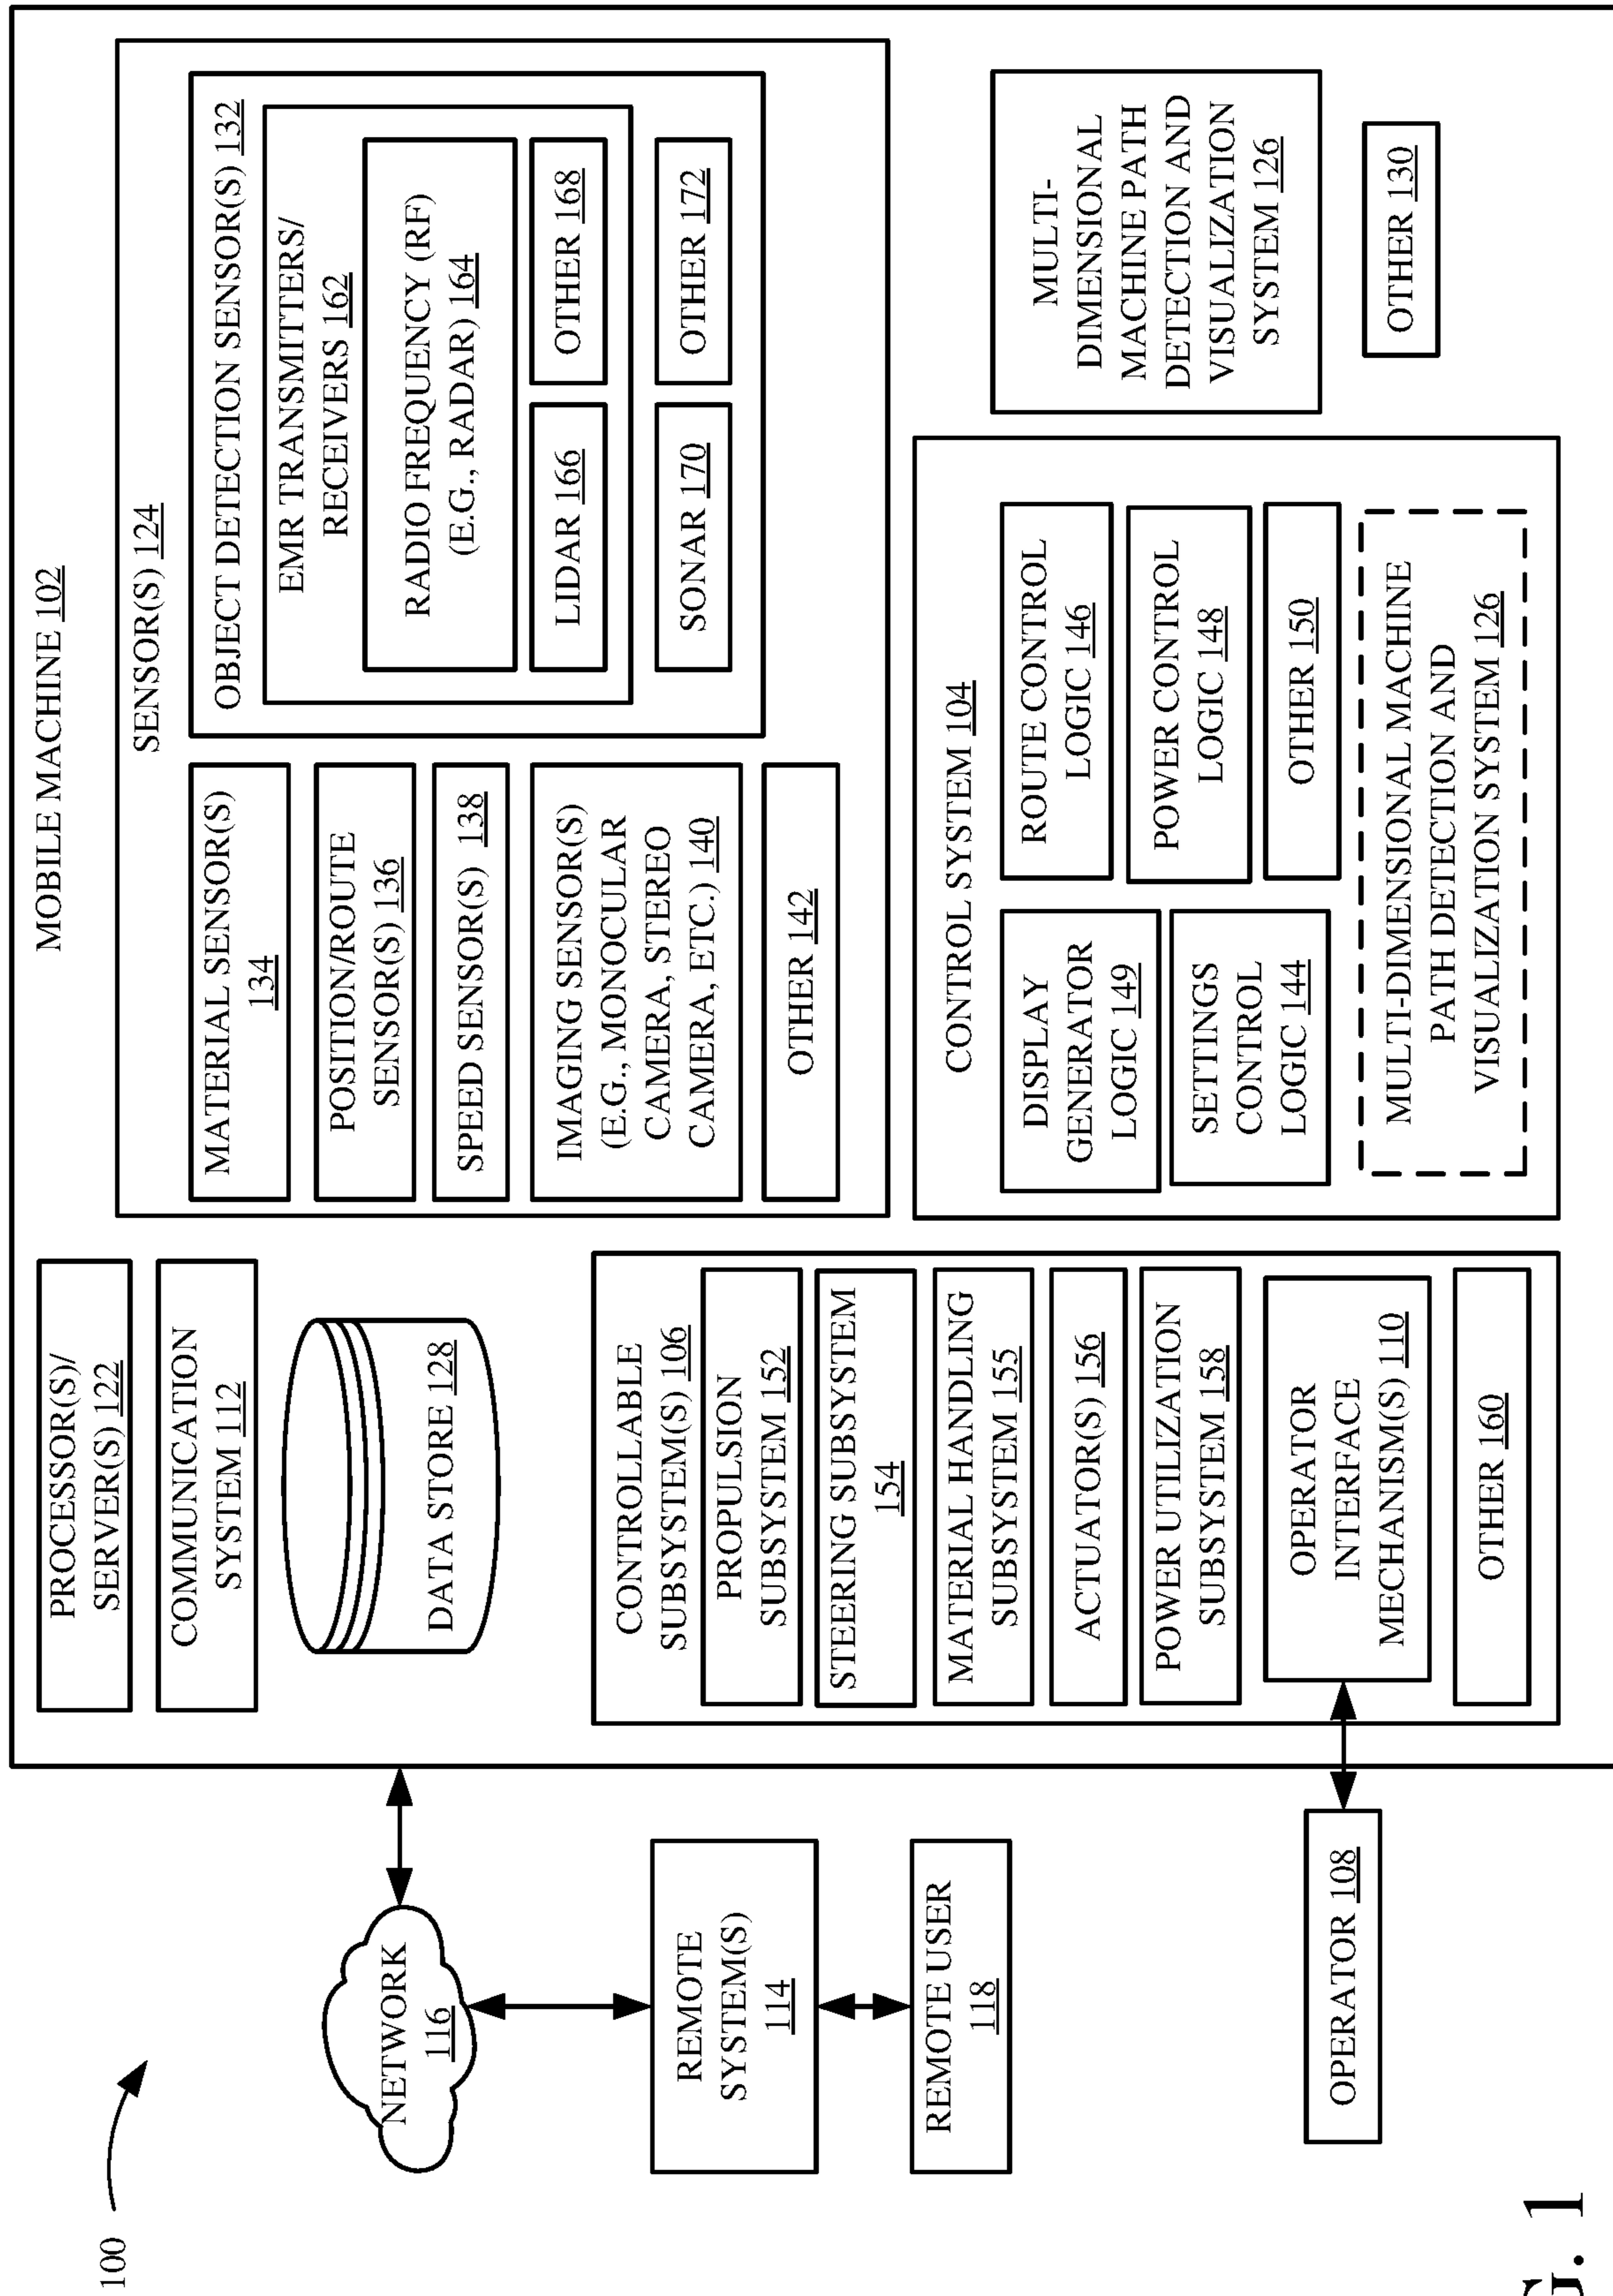 100
MOBILE MACHINE 102
PROCESSOR(S)/
SERVER(S) 122
COMMUNICATION
SYSTEM 112
DATA STORE 128
SENSOR(S) 124
MATERIAL SENSOR(S)
134
POSITION/ROUTE
SENSOR(S) 136
SPEED SENSOR(S) 138
IMAGING SENSOR(S)
(E.G., MONOCULAR
CAMERA, STEREO
CAMERA, ETC.) 140
OTHER 142
OBJECT DETECTION SENSOR(S) 132
EMR TRANSMITTERS/
RECEIVERS 162
RADIO FREQUENCY (RF)
(E.G., RADAR) 164
LIDAR 166
OTHER 168
SONAR 170
OTHER 172
NETWORK
116
REMOTE
SYSTEM(S)
114
REMOTE USER
118
OPERATOR 108
CONTROLLABLE
SUBSYSTEM(S) 106
PROPULSION
SUBSYSTEM 152
STEERING SUBSYSTEM
154
MATERIAL HANDLING
SUBSYSTEM 155
ACTUATOR(S) 156
POWER UTILIZATION
SUBSYSTEM 158
OPERATOR
INTERFACE
MECHANISM(S) 110
OTHER 160
CONTROL SYSTEM 104
DISPLAY
GENERATOR
LOGIC 149
SETTINGS
CONTROL
LOGIC 144
ROUTE CONTROL
LOGIC 146
POWER CONTROL
LOGIC 148
OTHER 150
MULTI-DIMENSIONAL MACHINE
PATH DETECTION AND
VISUALIZATION SYSTEM 126
MULTI-
DIMENSIONAL
MACHINE PATH
DETECTION AND
VISUALIZATION
SYSTEM 126
OTHER 130
G. 1